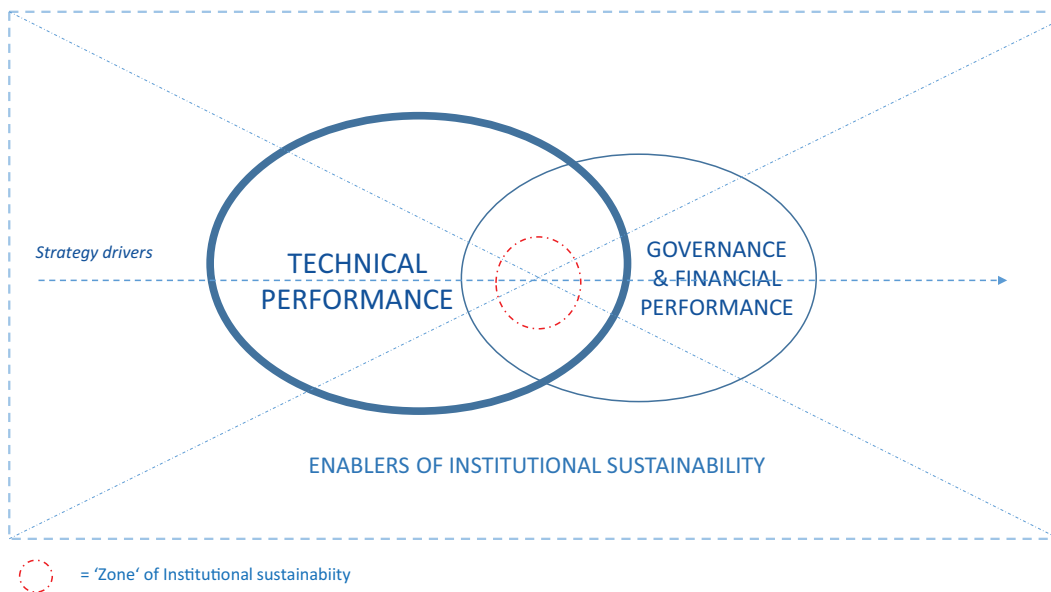 Strategy drivers
TECHNICAL
PERFORMANCE
GOVERNANCE
& FINANCIAL
PERFORMANCE
ENABLERS OF INSTITUTIONAL SUSTAINABILITY
= ‘Zone‘ of Institutional sustainabiity